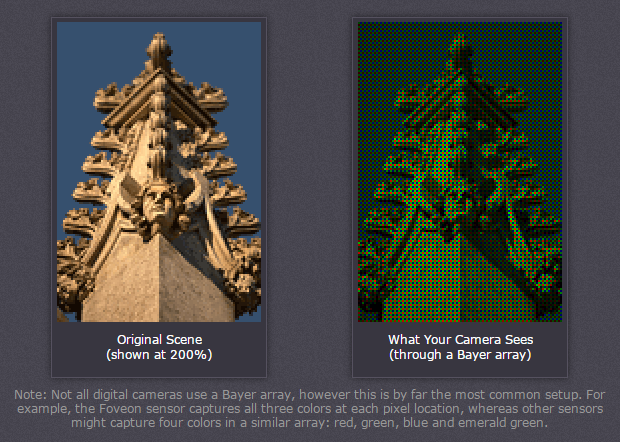 Original Scene
(shown at 200%)
What Your Camera Sees
(through a Bayer array)
Note: Not all digital cameras use a Bayer array, however this is by far the most common setup. For
example, the Foveon sensor captures all three colors at each pixel location, whereas other sensors
might capture four colors in a similar array: red, green, blue and emerald green.